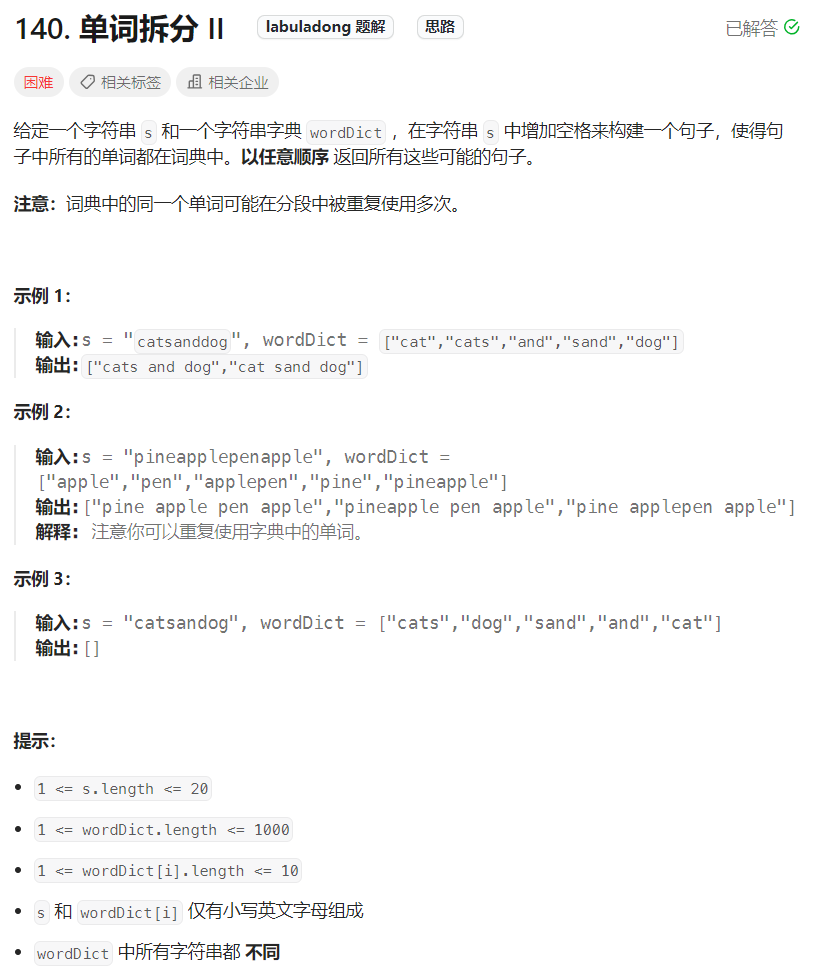 140. 单词拆分 II
labuladong 题解
思路
已解答
困难
相关标签
相关企业
给定一个字符串 s 和一个字符串字典 wordDict ，在字符串 s 中增加空格来构建一个句子，使得句
子中所有的单词都在词典中。以任意顺序 返回所有这些可能的句子。
注意：词典中的同一个单词可能在分段中被重复使用多次。
示例 1：
输入:s = "catsanddog", wordDict = ["cat","cats","and","sand","dog"]
输出:["cats and dog","cat sand dog"]
示例 2：
输入:s = "pineapplepenapple", wordDict =
["apple","pen","applepen","pine","pineapple"]
输出:["pine apple pen apple","pineapple pen apple","pine applepen apple"]
解释: 注意你可以重复使用字典中的单词。
示例 3：
输入:s = "catsandog", wordDict = ["cats","dog","sand","and","cat"]
输出:[]
提示：
• 1 <= s.length <= 20
• 1 <= wordDict.length <= 1000
• 1 <= wordDict[i].length <= 10
• s 和 wordDict[i] 仅有小写英文字母组成
• wordDict 中所有字符串都 不同